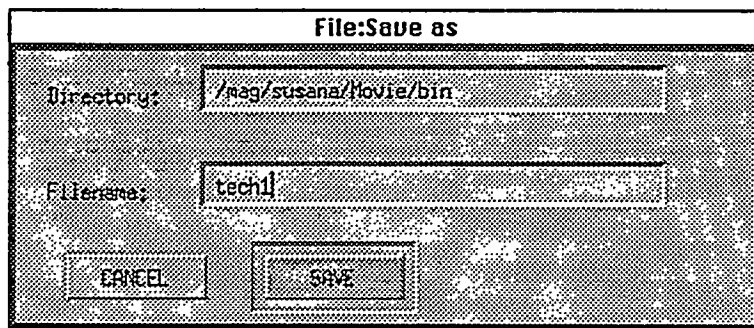 File:Save as
Directory: /mag/susana/Movie/bin
Filename: tech1
CANCEL SAVE